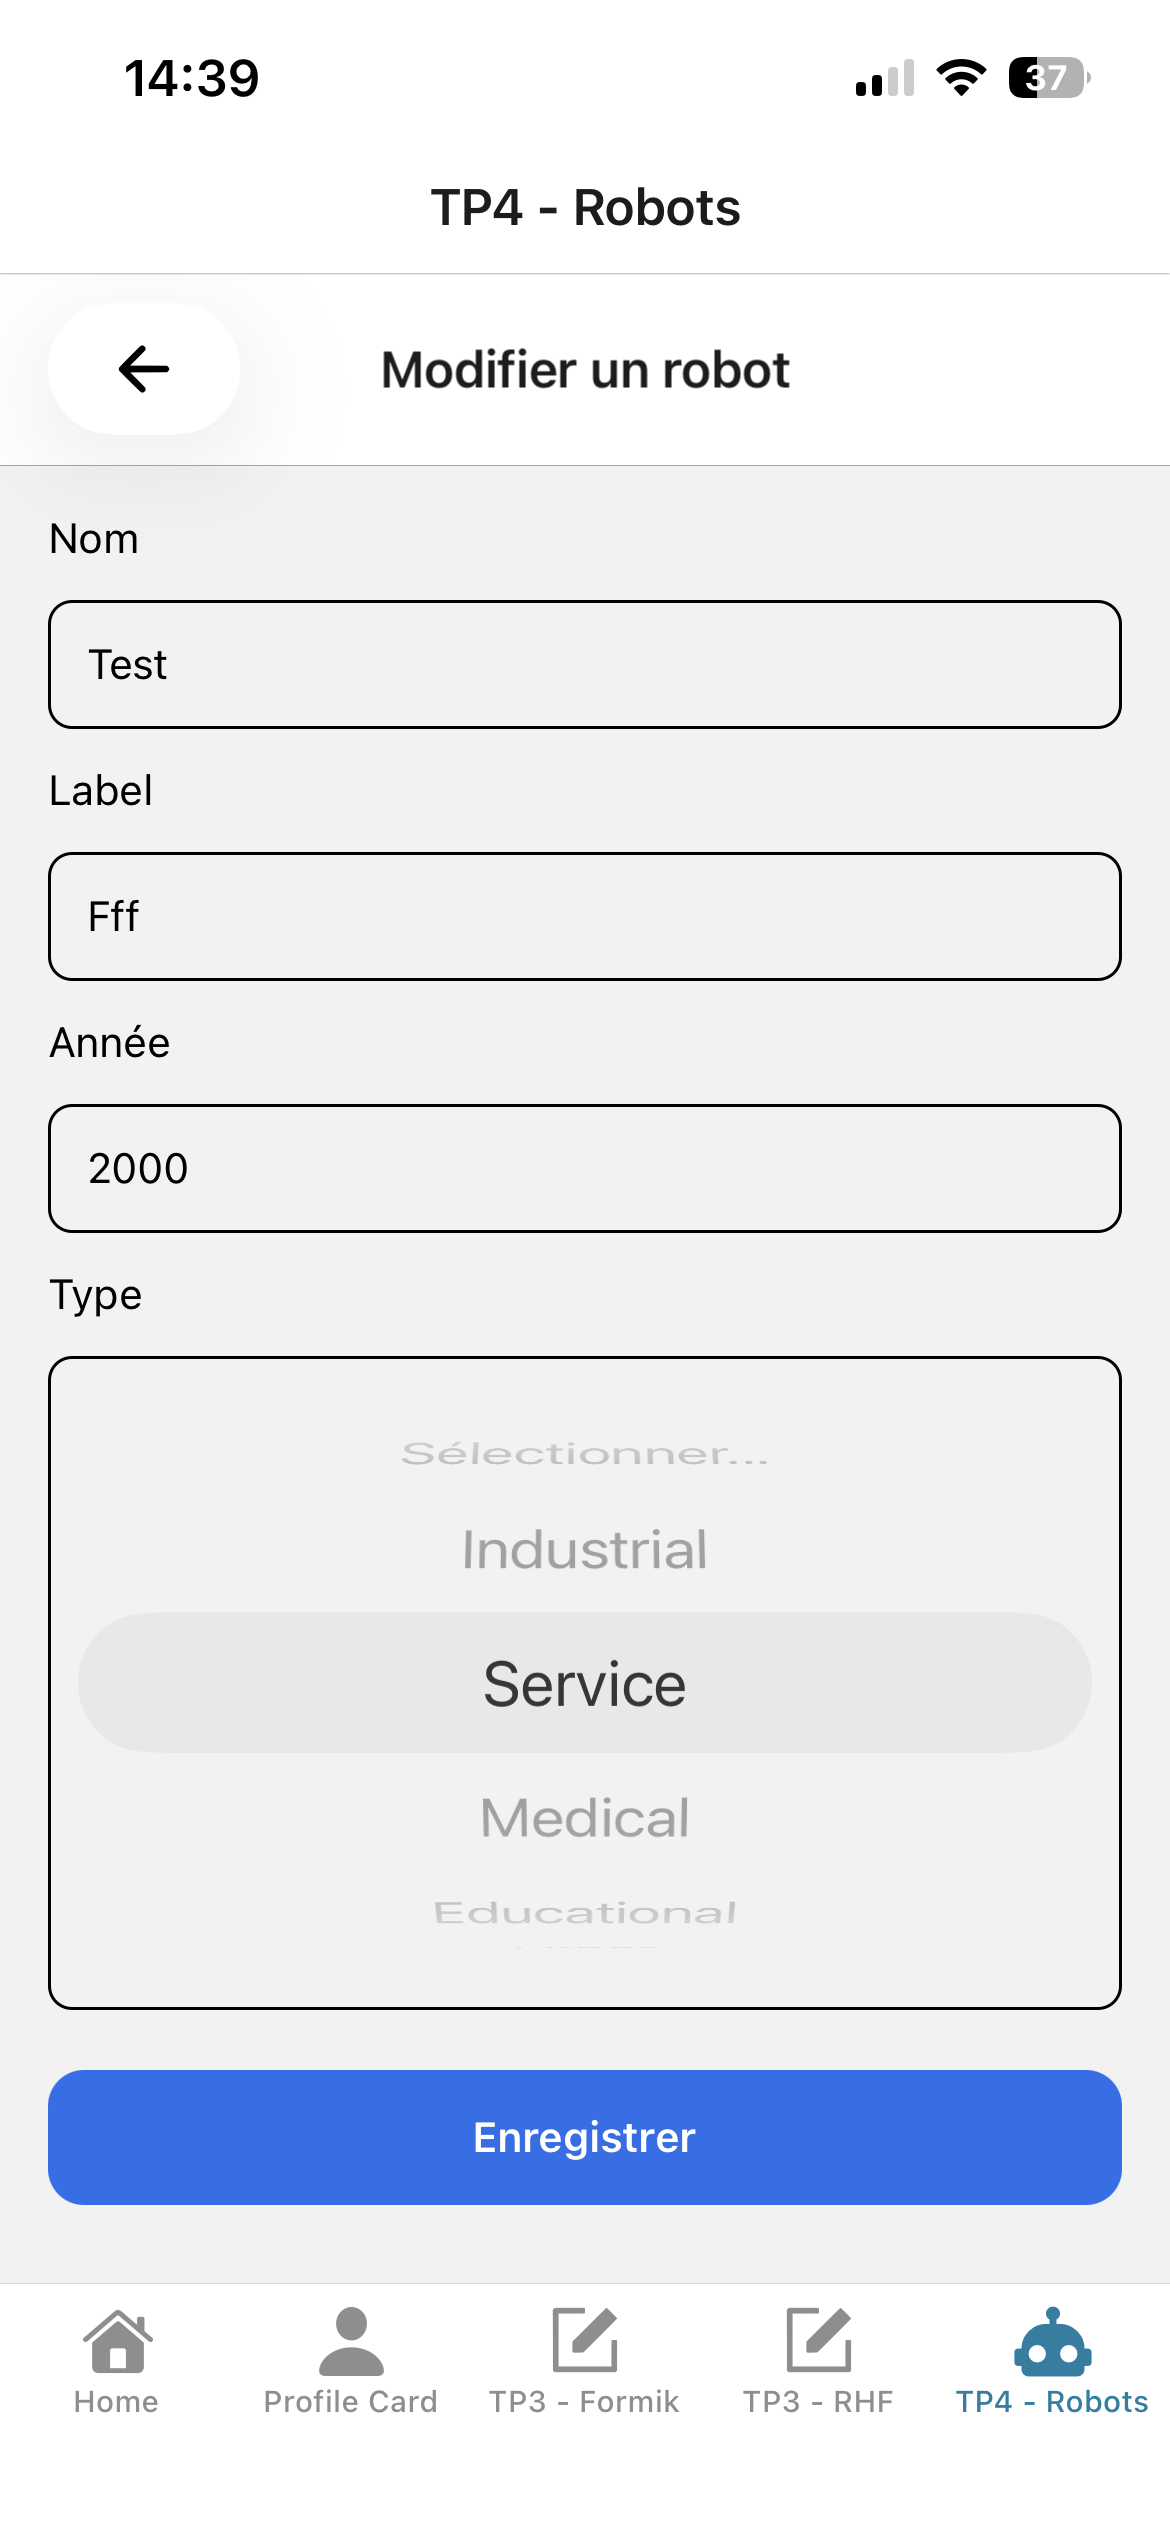 14:39
37
TP4 - Robots
Modifier un robot
Nom
Test
Label
Fff
Année
2000
Type
Sélectionner...
Industrial
Service
Medical
Educational
Enregistrer
Home
Profile Card
TP3 - Formik
TP3 - RHF
TP4 - Robots